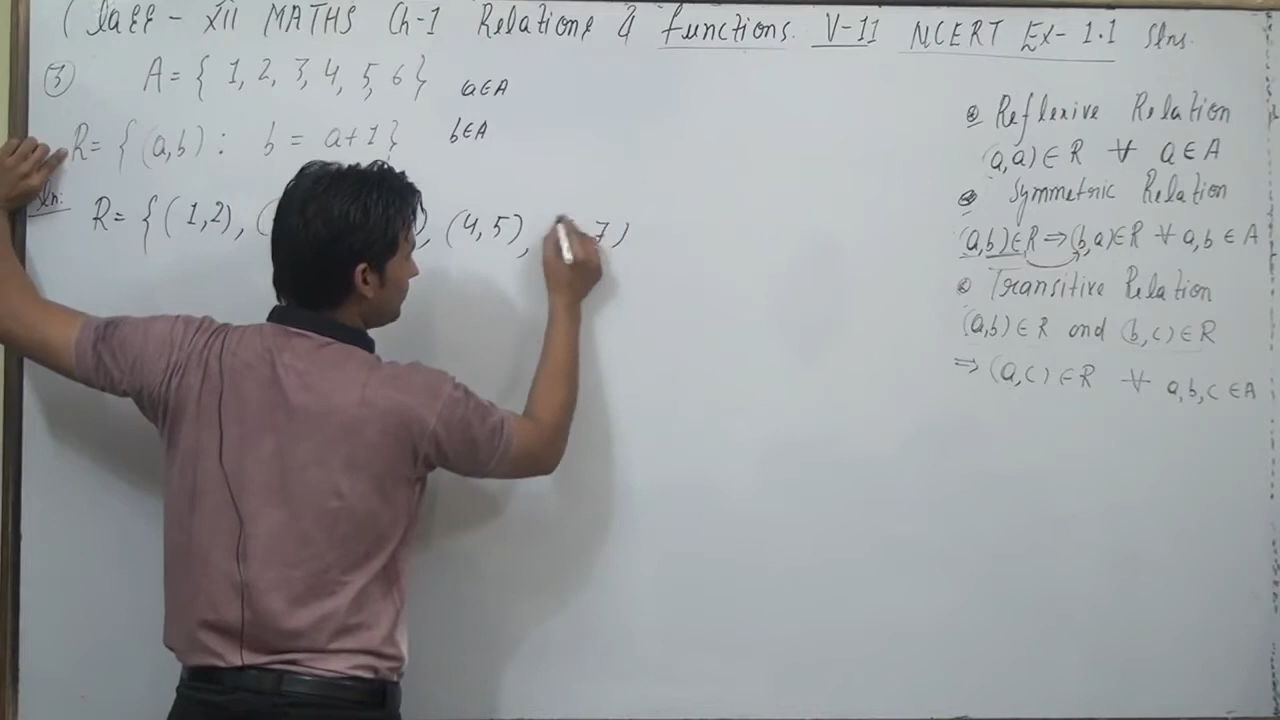 Class - XII MATHS Ch-1 Relations & functions. V-11 NCERT Ex- 1.1 Slns.
③ A = { 1, 2, 3, 4, 5, 6 } a∈A
R = { (a,b) : b = a+1 } b∈A
Sln: R = { (1,2), ( ), (4,5), 7)
Reflexive Relation
(a,a) ∈ R ∀ a ∈ A
Symmetric Relation
(a,b) ∈ R ⇒ (b,a) ∈ R ∀ a,b ∈ A
Transitive Relation
(a,b) ∈ R and (b,c) ∈ R
⇒ (a,c) ∈ R ∀ a,b,c ∈ A